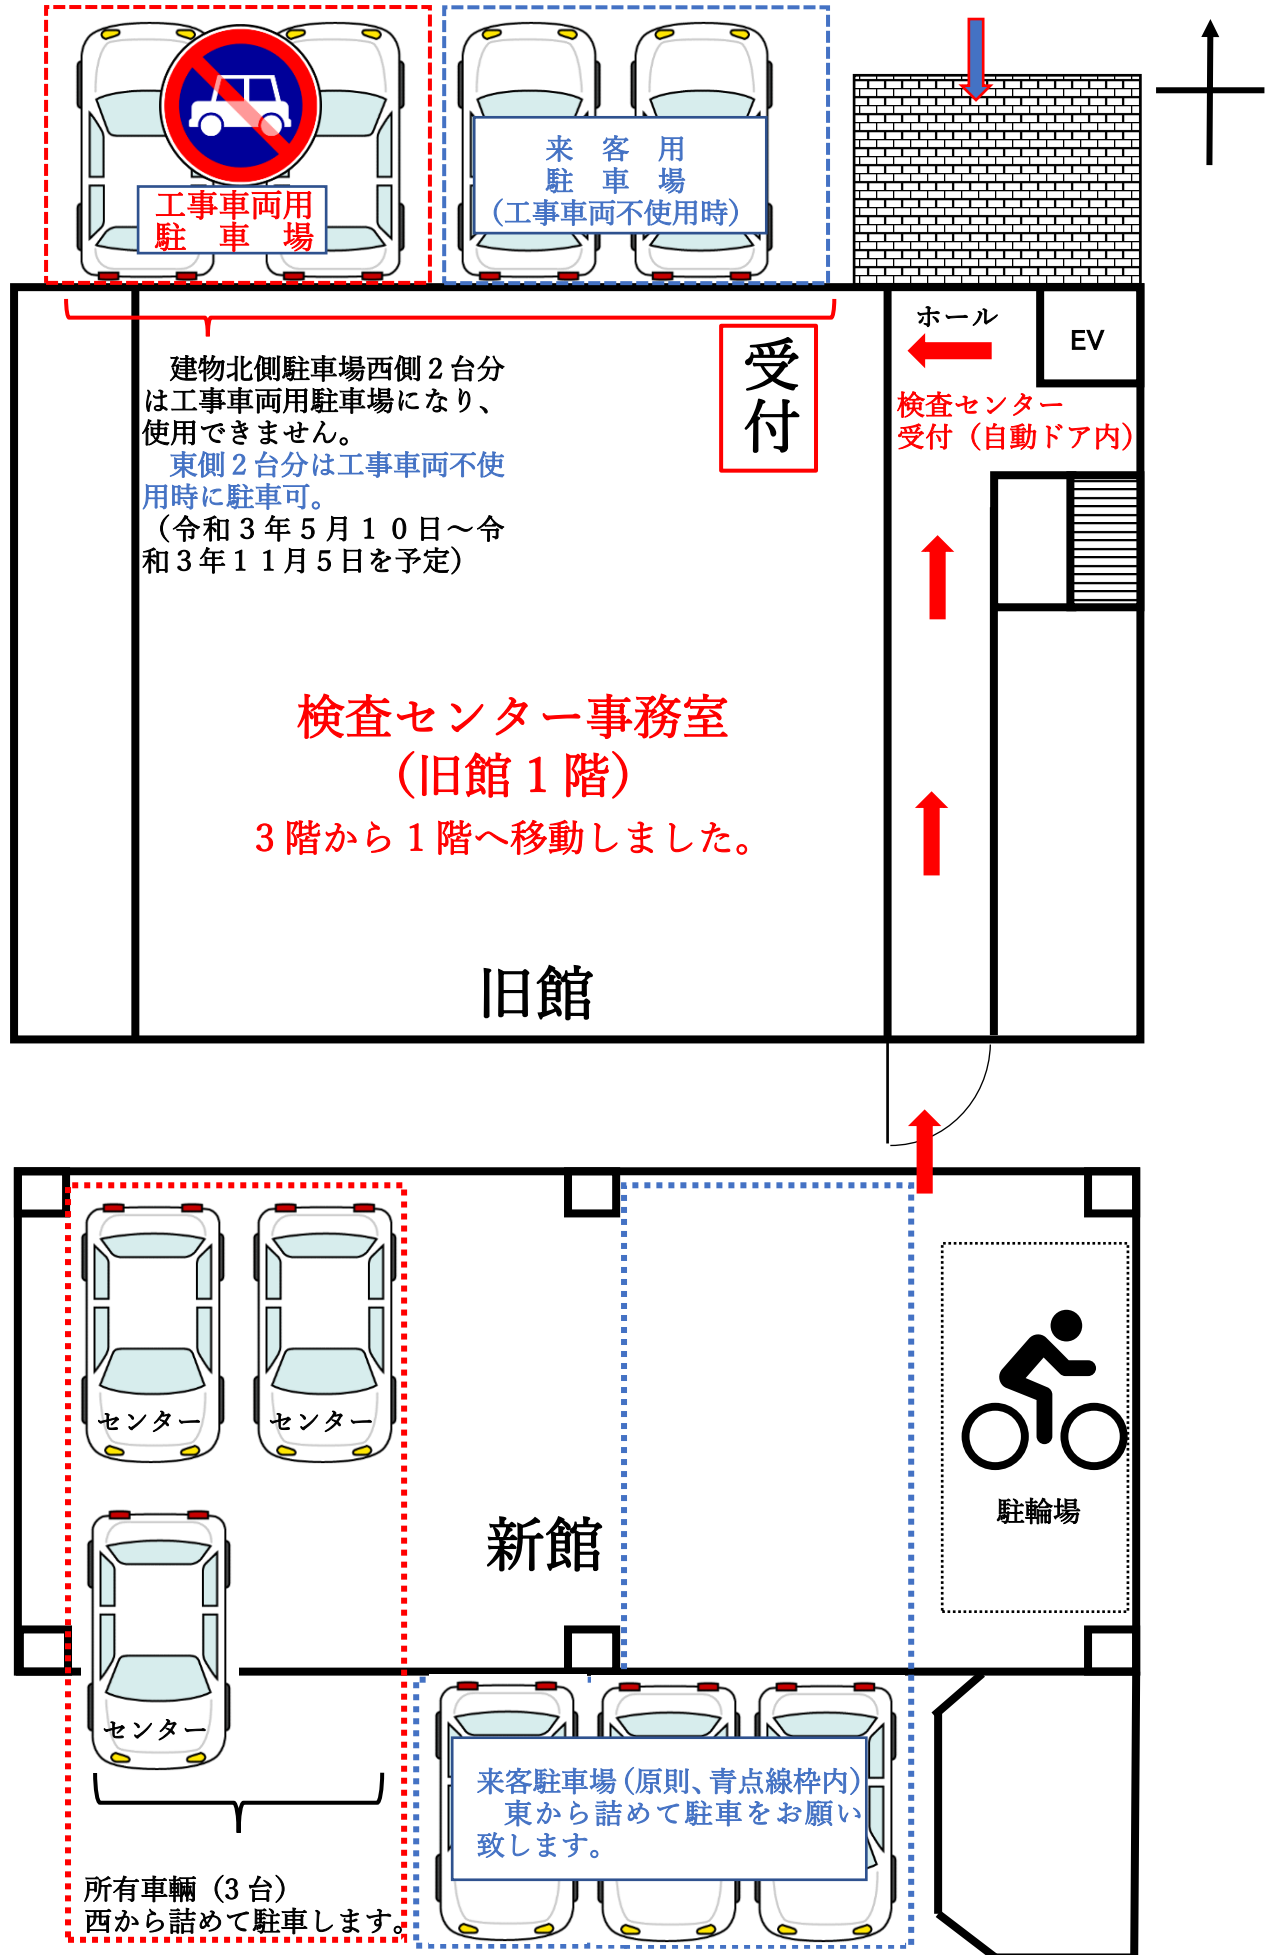 工事車両用
駐車場
来客用
駐車場
(工事車両不使用時)
ホール
EV
検査センター
受付(自動ドア内)
受付
建物北側駐車場西側2台分
は工事車両用駐車場になり、
使用できません。
東側2台分は工事車両不使
用時に駐車可。
(令和3年5月10日～令
和3年11月5日を予定)
検査センター事務室
(旧館1階)
3階から1階へ移動しました。
旧館
センター
センター
新館
駐輪場
センター
来客駐車場(原則、青点線枠内)
東から詰めて駐車をお願い
致します。
所有車輛(3台)
西から詰めて駐車します。